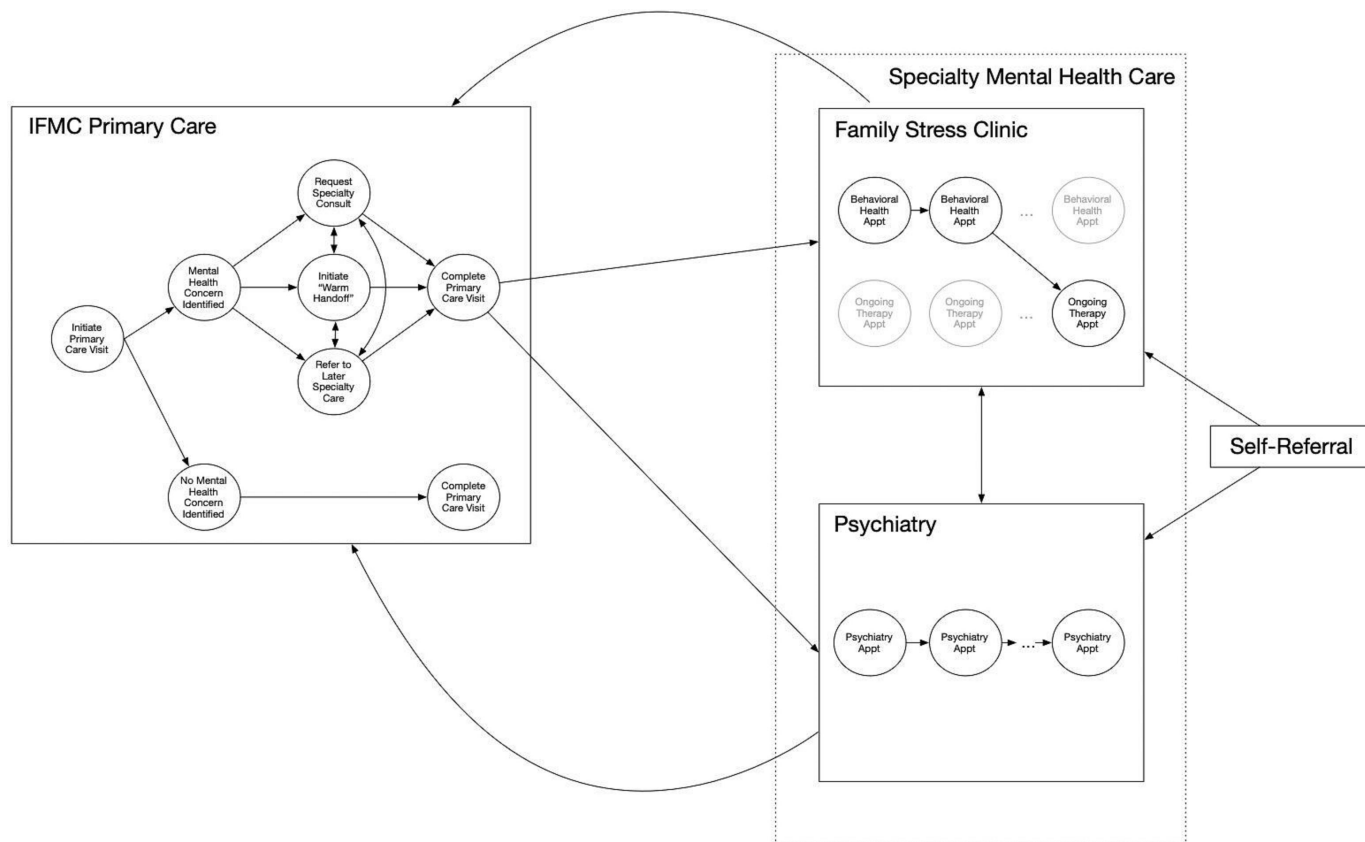 Specialty Mental Health Care
IFMC Primary Care
Request
Specialty
Consult
Mental
Health
Concern
Identified
Initiate
“Warm
Handoff”
Complete
Primary
Care Visit
Initiate
Primary
Care Visit
Refer to
Later
Specialty
Care
No Mental
Health
Concern
Identified
Complete
Primary
Care Visit
Family Stress Clinic
Behavioral
Health
Appt
Behavioral
Health
Appt
...
Behavioral
Health
Appt
Ongoing
Therapy
Appt
Ongoing
Therapy
Appt
...
Ongoing
Therapy
Appt
Self-Referral
Psychiatry
Psychiatry
Appt
Psychiatry
Appt
...
Psychiatry
Appt